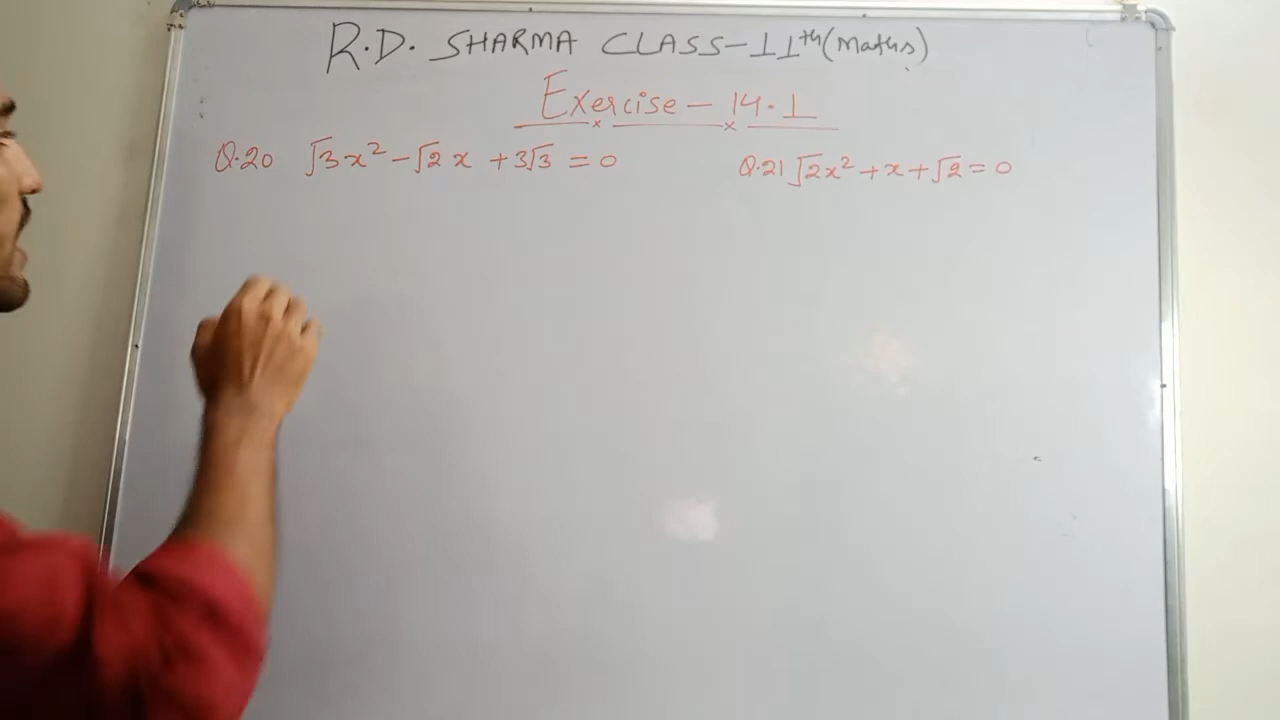 R.D. SHARMA CLASS-11th (Maths)
Exercise - 14.1
Q.20 √3x² - √2x + 3√3 = 0
Q.21 √2x² + x + √2 = 0